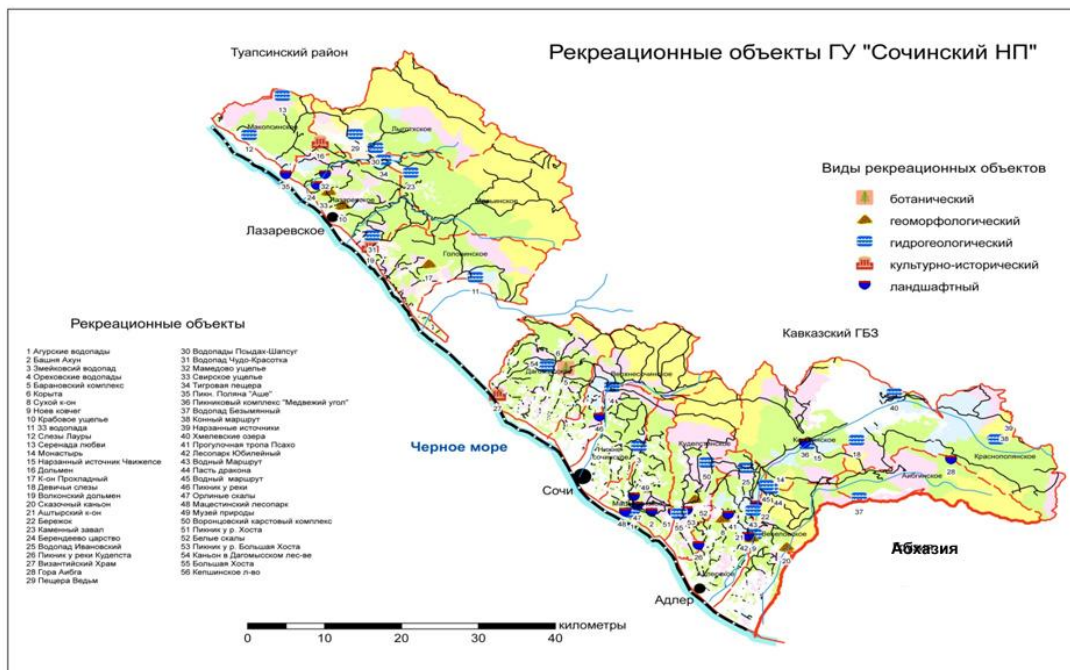 Рекреационные объекты ГУ "Сочинский НП"
Туапсинский район
Виды рекреационных объектов
ботанический
геоморфологический
гидрогеологический
культурно-исторический
ландшафтный
Макопсинское
Лыготхское
Лазаревское
Марьинское
Лазаревское
Головинское
Кавказский ГБЗ
Верхнесочинское
Черное море
Кудепстинское
Краснополянское
Сочи
Абхазия
Адлер
километры
0 10 20 30 40
Рекреационные объекты
1 Агурские водопады
2 Башня Ахун
3 Змейковсий водопад
4 Ореховские водопады
5 Барановский комплекс
6 Корыта
8 Сухой к-он
9 Ноев ковчег
10 Крабовое ущелье
11 33 водопада
12 Слезы Лауры
13 Серенада любви
14 Монастырь
15 Нарзанный источник Чвижепсе
16 Дольмен
17 К-он Прохладный
18 Девичьи слезы
19 Волконский дольмен
20 Сказочный каньон
21 Аштырский к-он
22 Бережок
23 Каменный завал
24 Берендеево царство
25 Водопад Ивановский
26 Пикник у реки Кудепста
27 Византийский Храм
28 Гора Аибга
29 Пещера Ведьм
30 Водопады Псыдах-Шапсуг
31 Водопад Чудо-Красотка
32 Мамедово ущелье
33 Свирское ущелье
34 Тигровая пещера
35 Пикн. Поляна "Аше"
36 Пикниковый комплекс "Медвежий угол"
37 Водопад Безымянный
38 Конный маршрут
39 Нарзанные источники
40 Хмелевские озера
41 Прогулочная тропа Псахо
42 Лесопарк Юбилейный
43 Водный Маршрут
45 Водный маршрут
46 Пикник у реки
47 Орлиные скалы
48 Мацестинский лесопарк
49 Музей природы
50 Воронцовский карстовый комплекс
51 Пикник у р. Хоста
52 Белые скалы
53 Пикник у р. Большая Хоста
54 Каньон в Дагомысском лес-ве
55 Большая Хоста
56 Кепшинское л-во